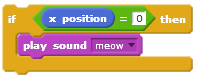 if x position = 0 then
play sound meow